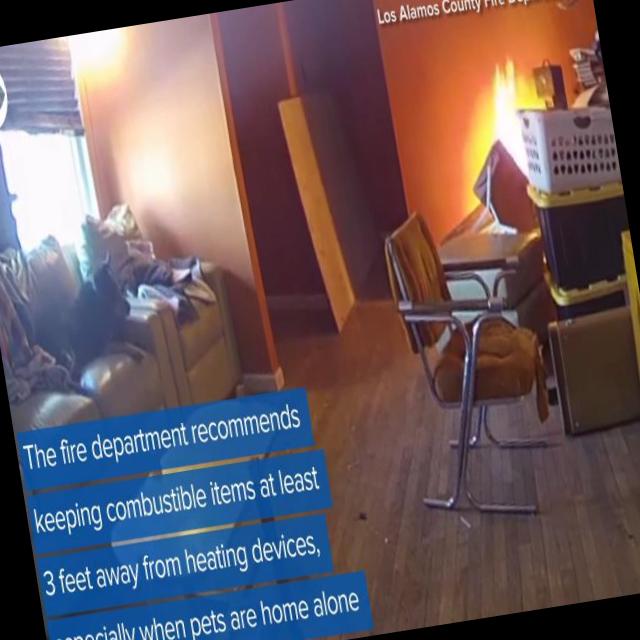 Los Alamos County Fire
The fire department recommends
keeping combustible items at least
3 feet away from heating devices,
especially when pets are home alone